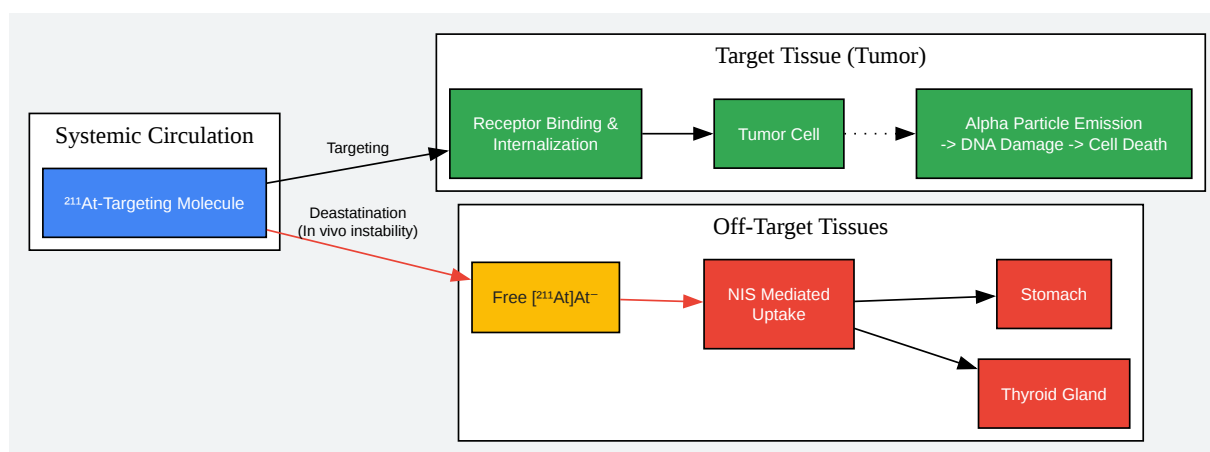 Target Tissue (Tumor)
Receptor Binding &
Internalization
Tumor Cell
Alpha Particle Emission
-> DNA Damage -> Cell Death
Systemic Circulation
²¹¹At-Targeting Molecule
Targeting
Deastatination
(In vivo instability)
Off-Target Tissues
Free [²¹¹At]At⁻
NIS Mediated
Uptake
Stomach
Thyroid Gland